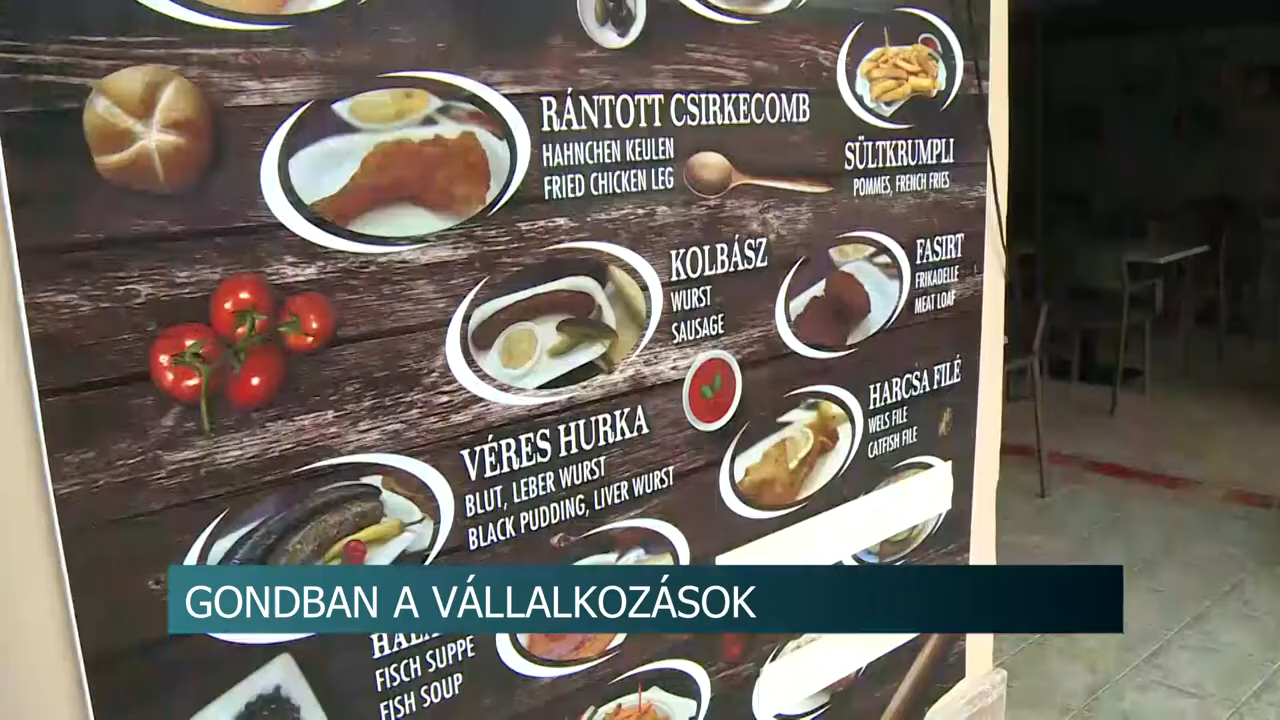 RÁNTOTT CSIRKECOMB
HAHNCHEN KEULEN
FRIED CHICKEN LEG
SÜLTKRUMPLI
POMMES, FRENCH FRIES
KOLBÁSZ
WURST
SAUSAGE
FASIRT
FRIKADELLE
MEAT LOAF
HARCSA FILÉ
WELS FILE
CATFISH FILE
VÉRES HURKA
BLUT, LEBER WURST
BLACK PUDDING, LIVER WURST
GONDBAN A VÁLLALKOZÁSOK
FISCH SUPPE
FISH SOUP